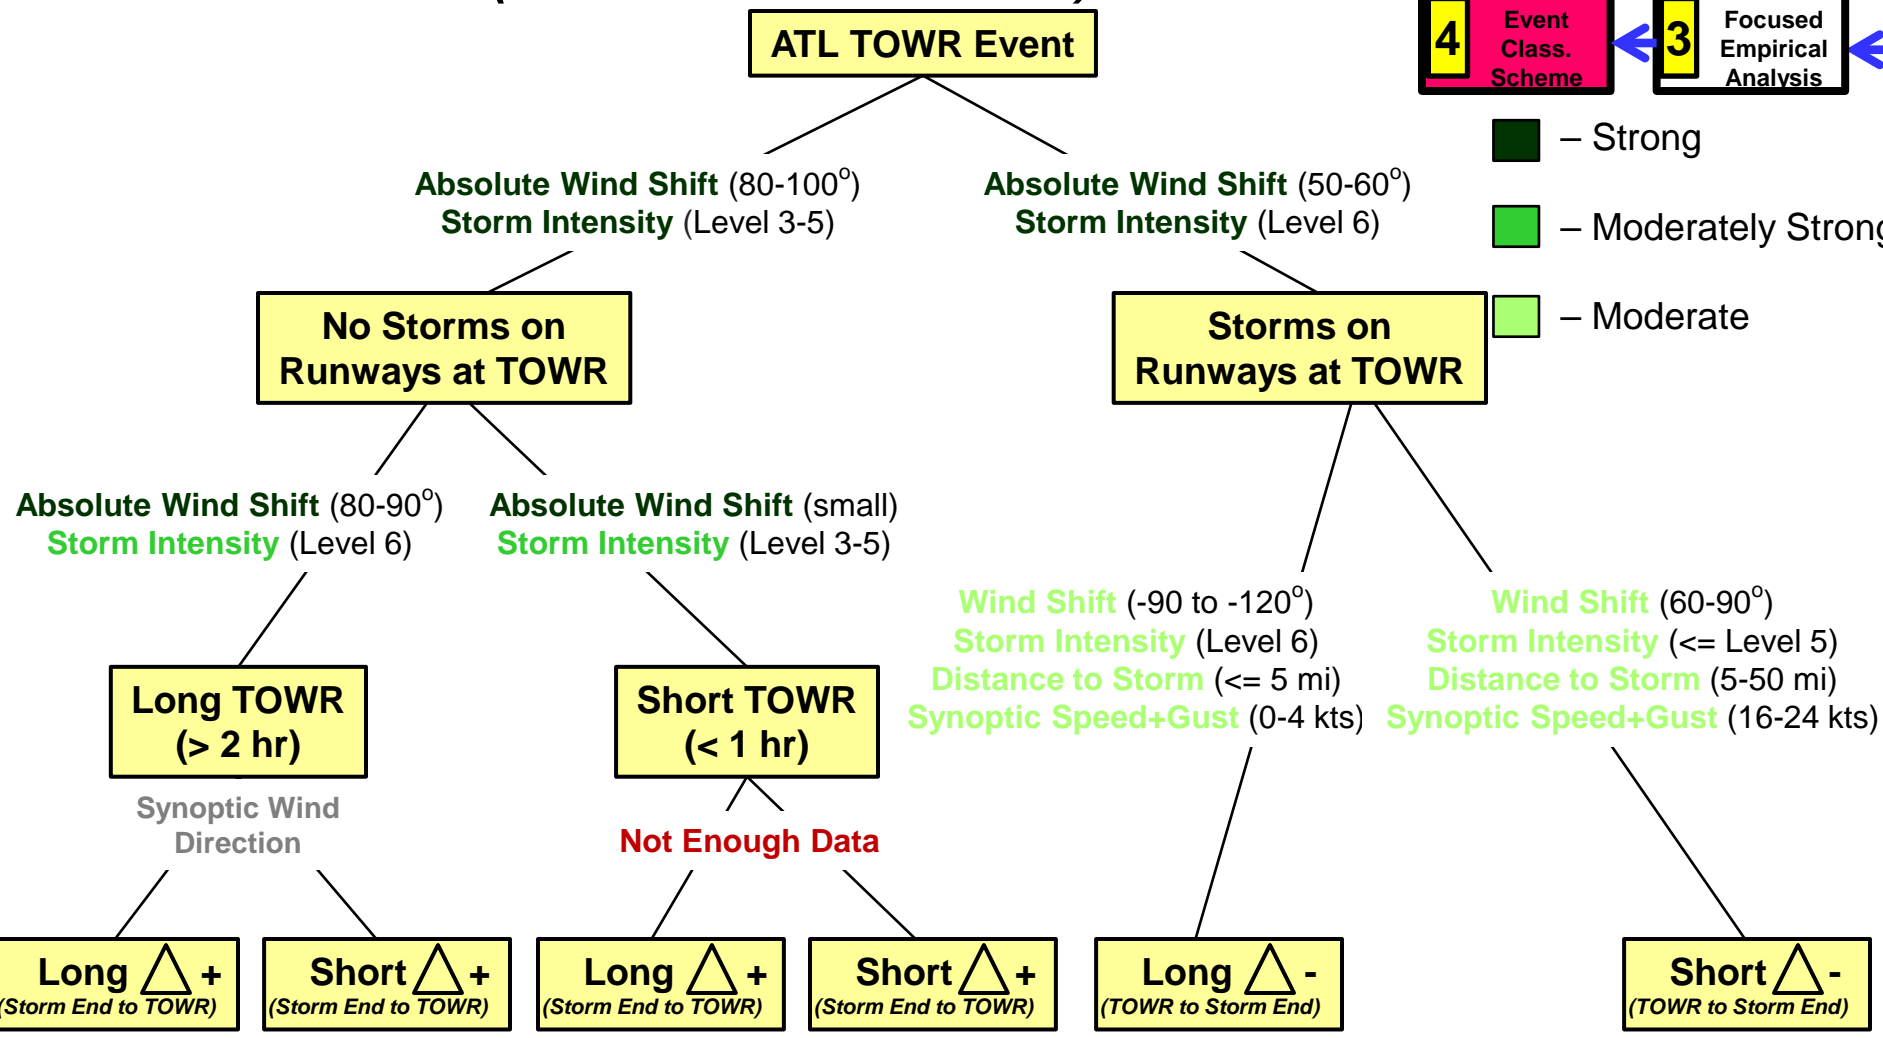 ATL TOWR Event
4
Event
Class.
Scheme
3
Focused
Empirical
Analysis
– Strong
– Moderately Strong
– Moderate
Absolute Wind Shift (80-100°)
Storm Intensity (Level 3-5)
Absolute Wind Shift (50-60°)
Storm Intensity (Level 6)
No Storms on
Runways at TOWR
Storms on
Runways at TOWR
Absolute Wind Shift (80-90°)
Storm Intensity (Level 6)
Absolute Wind Shift (small)
Storm Intensity (Level 3-5)
Wind Shift (-90 to -120°)
Storm Intensity (Level 6)
Distance to Storm (<= 5 mi)
Synoptic Speed+Gust (0-4 kts)
Wind Shift (60-90°)
Storm Intensity (<= Level 5)
Distance to Storm (5-50 mi)
Synoptic Speed+Gust (16-24 kts)
Long TOWR
(> 2 hr)
Short TOWR
(< 1 hr)
Synoptic Wind
Direction
Not Enough Data
Long △ +
(Storm End to TOWR)
Short △ +
(Storm End to TOWR)
Long △ +
(Storm End to TOWR)
Short △ +
(Storm End to TOWR)
Long △ -
(TOWR to Storm End)
Short △ -
(TOWR to Storm End)